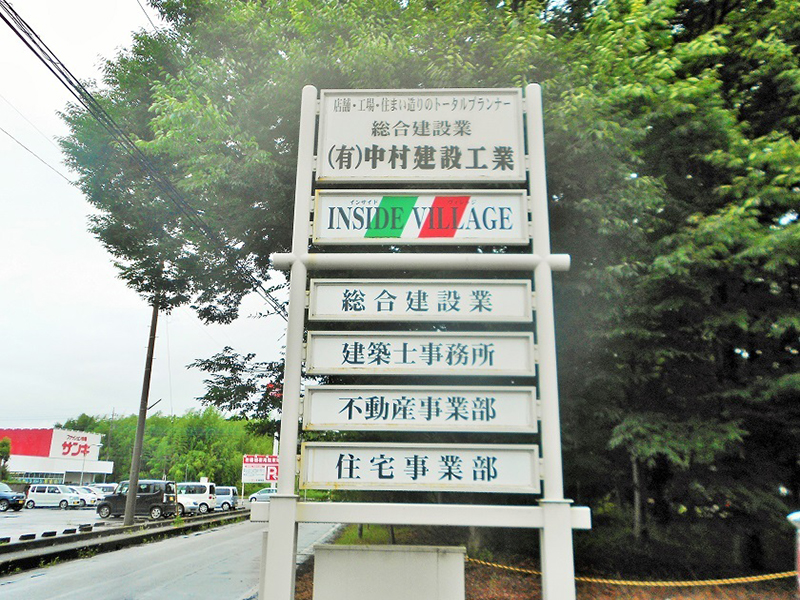 店舗・工場・住まい造りのトータルプランナー
総合建設業
(有)中村建設工業
インサイド
INSIDE VILLAGE
総合建設業
建築士事務所
不動産事業部
住宅事業部
サンキ
P